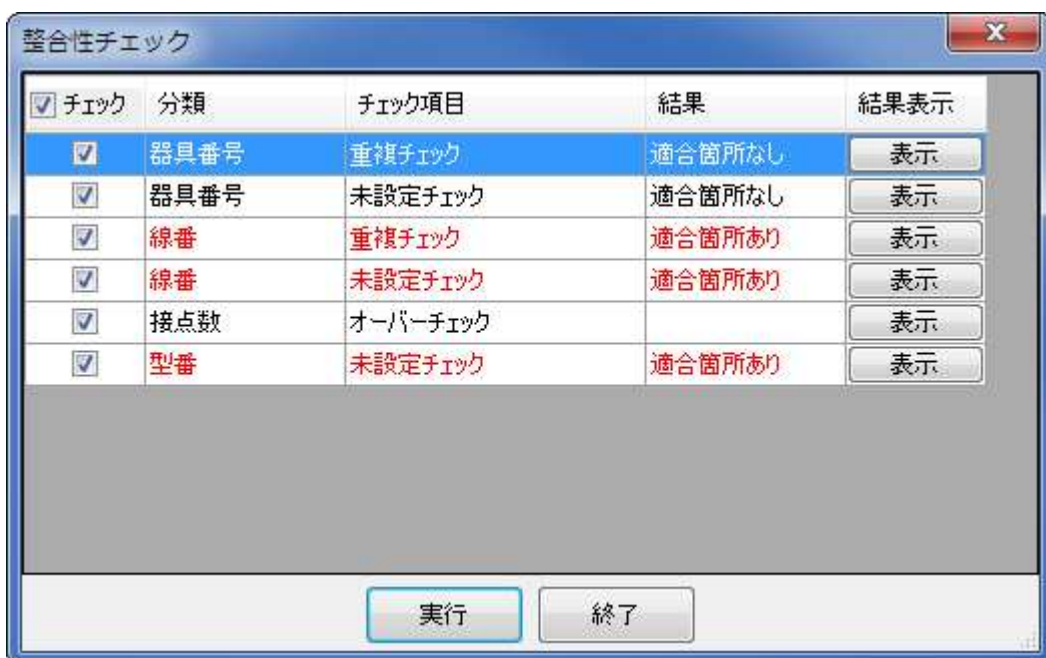 整合性チェック
チェック 分類 チェック項目 結果 結果表示
器具番号 重複チェック 適合箇所なし 表示
器具番号 未設定チェック 適合箇所なし 表示
線番 重複チェック 適合箇所あり 表示
線番 未設定チェック 適合箇所あり 表示
接点数 オーバーチェック 表示
型番 未設定チェック 適合箇所あり 表示
実行 終了